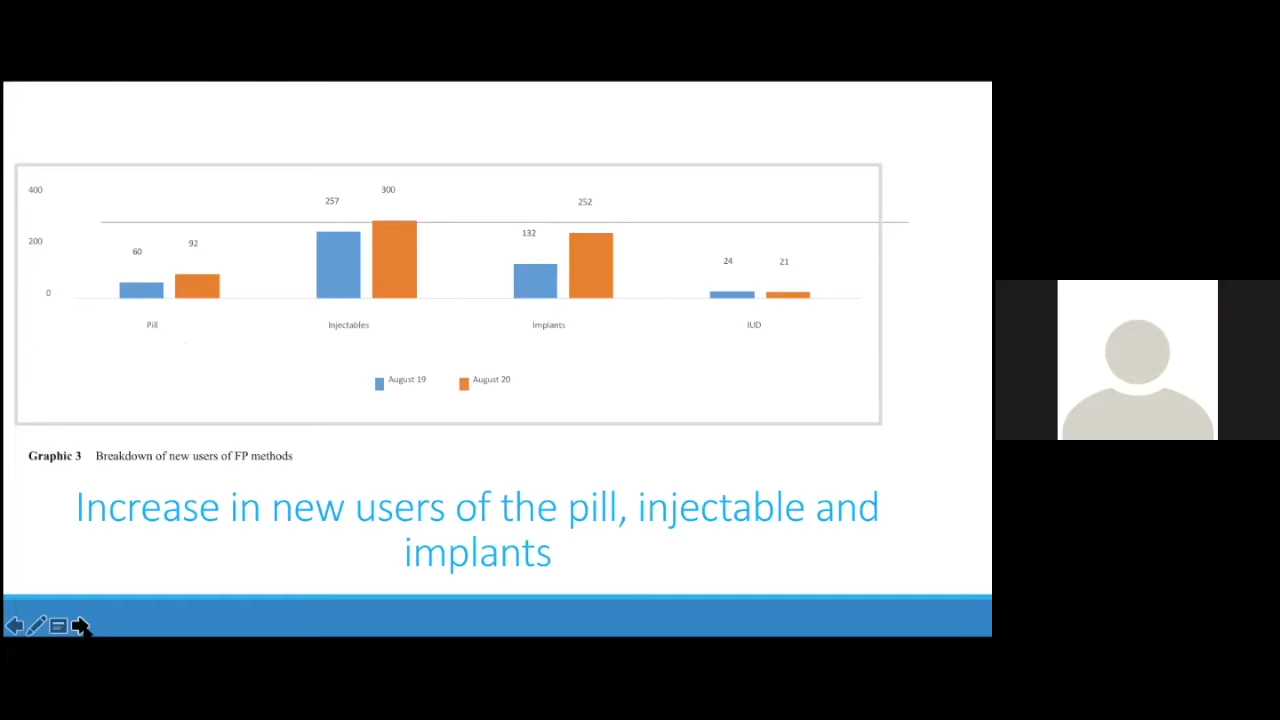 400
200
0
60
92
257
300
132
252
24
21
Pill
Injectables
Implants
IUD
August 19
August 20
Graphic 3 Breakdown of new users of FP methods
Increase in new users of the pill, injectable and
implants